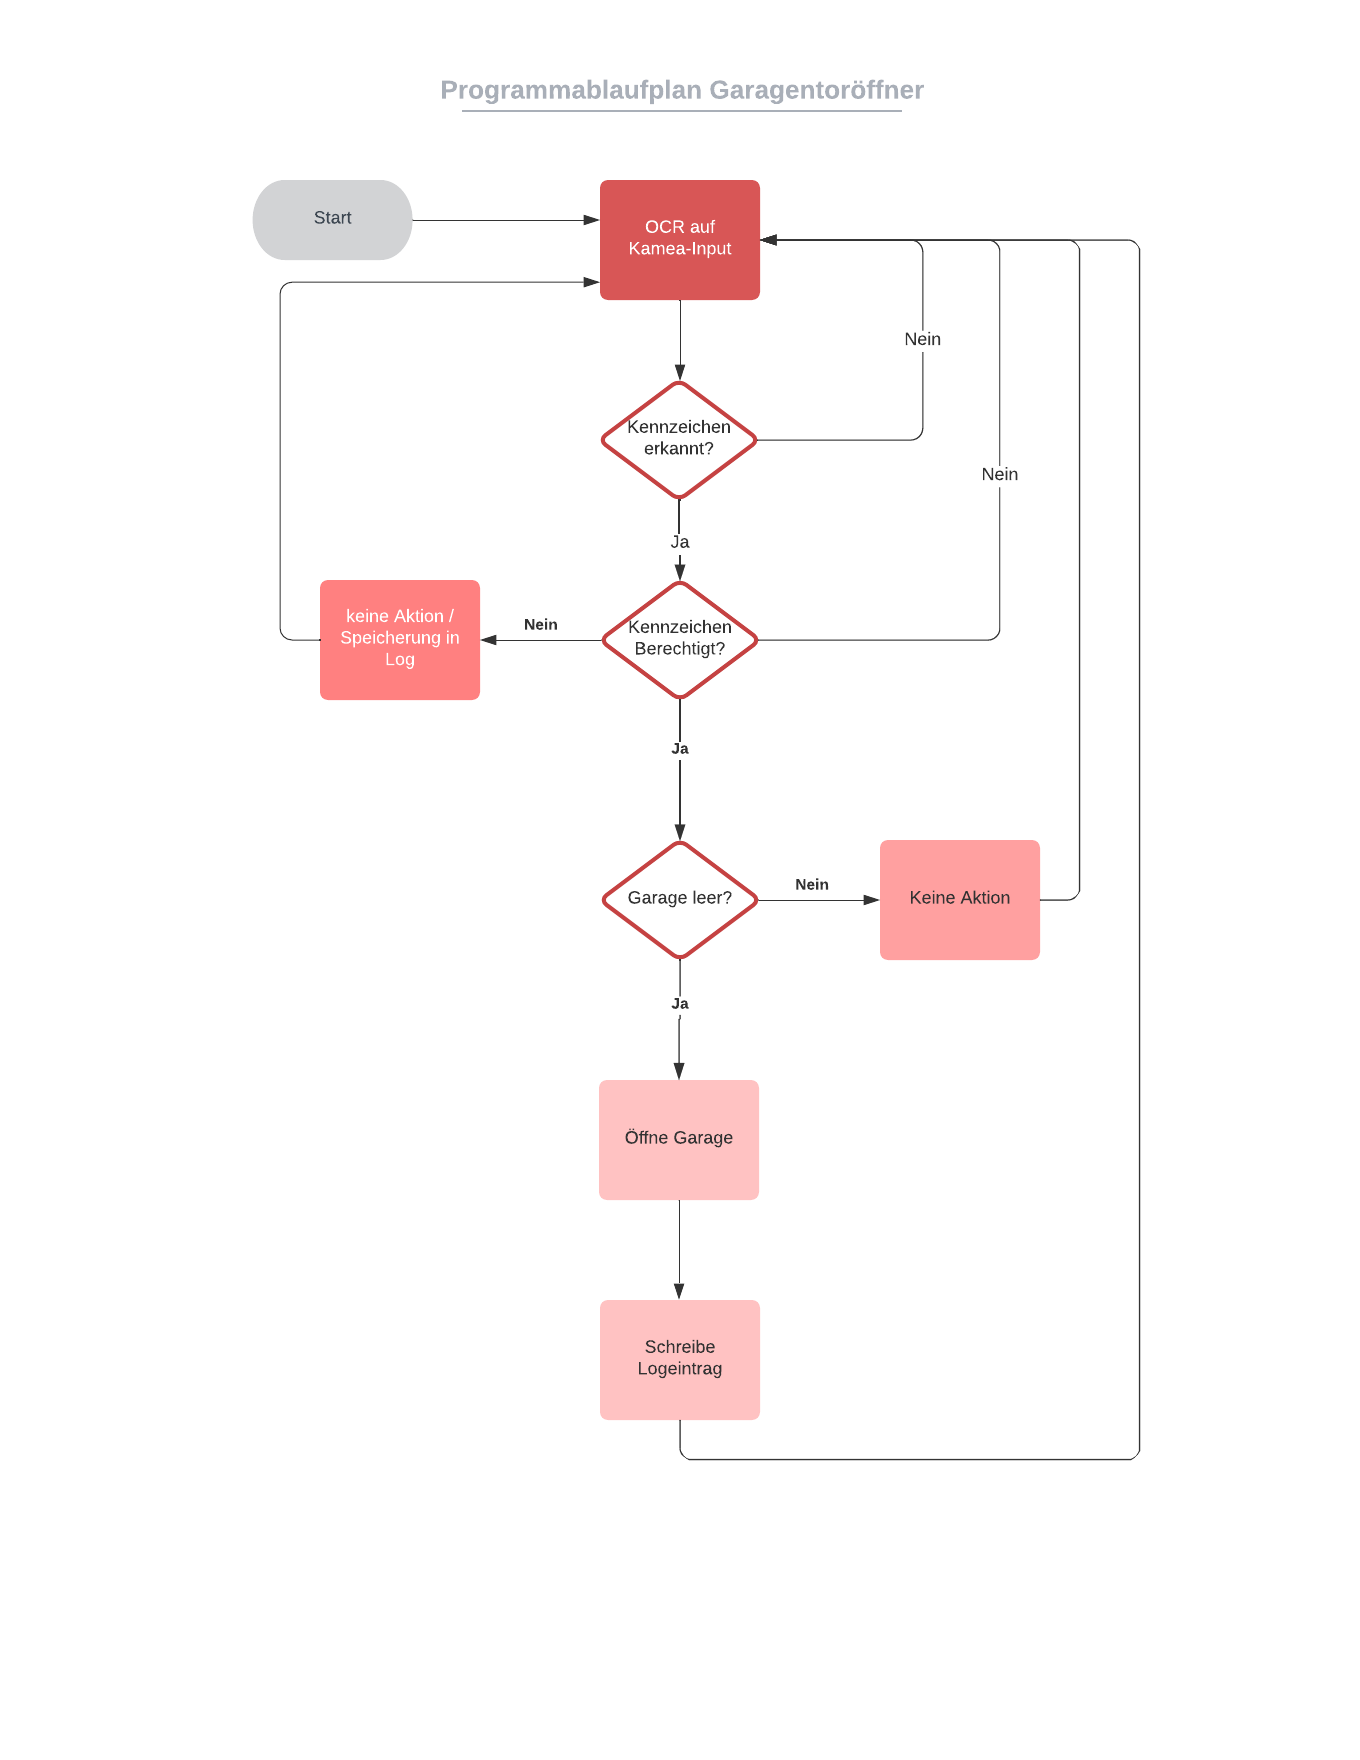 Programmablaufplan Garagentoröffner
Start
OCR auf
Kamea-Input
Nein
Kennzeichen
erkannt?
Nein
Ja
keine Aktion /
Speicherung in
Log
Nein
Kennzeichen
Berechtigt?
Ja
Garage leer?
Nein
Keine Aktion
Ja
Öffne Garage
Schreibe
Logeintrag